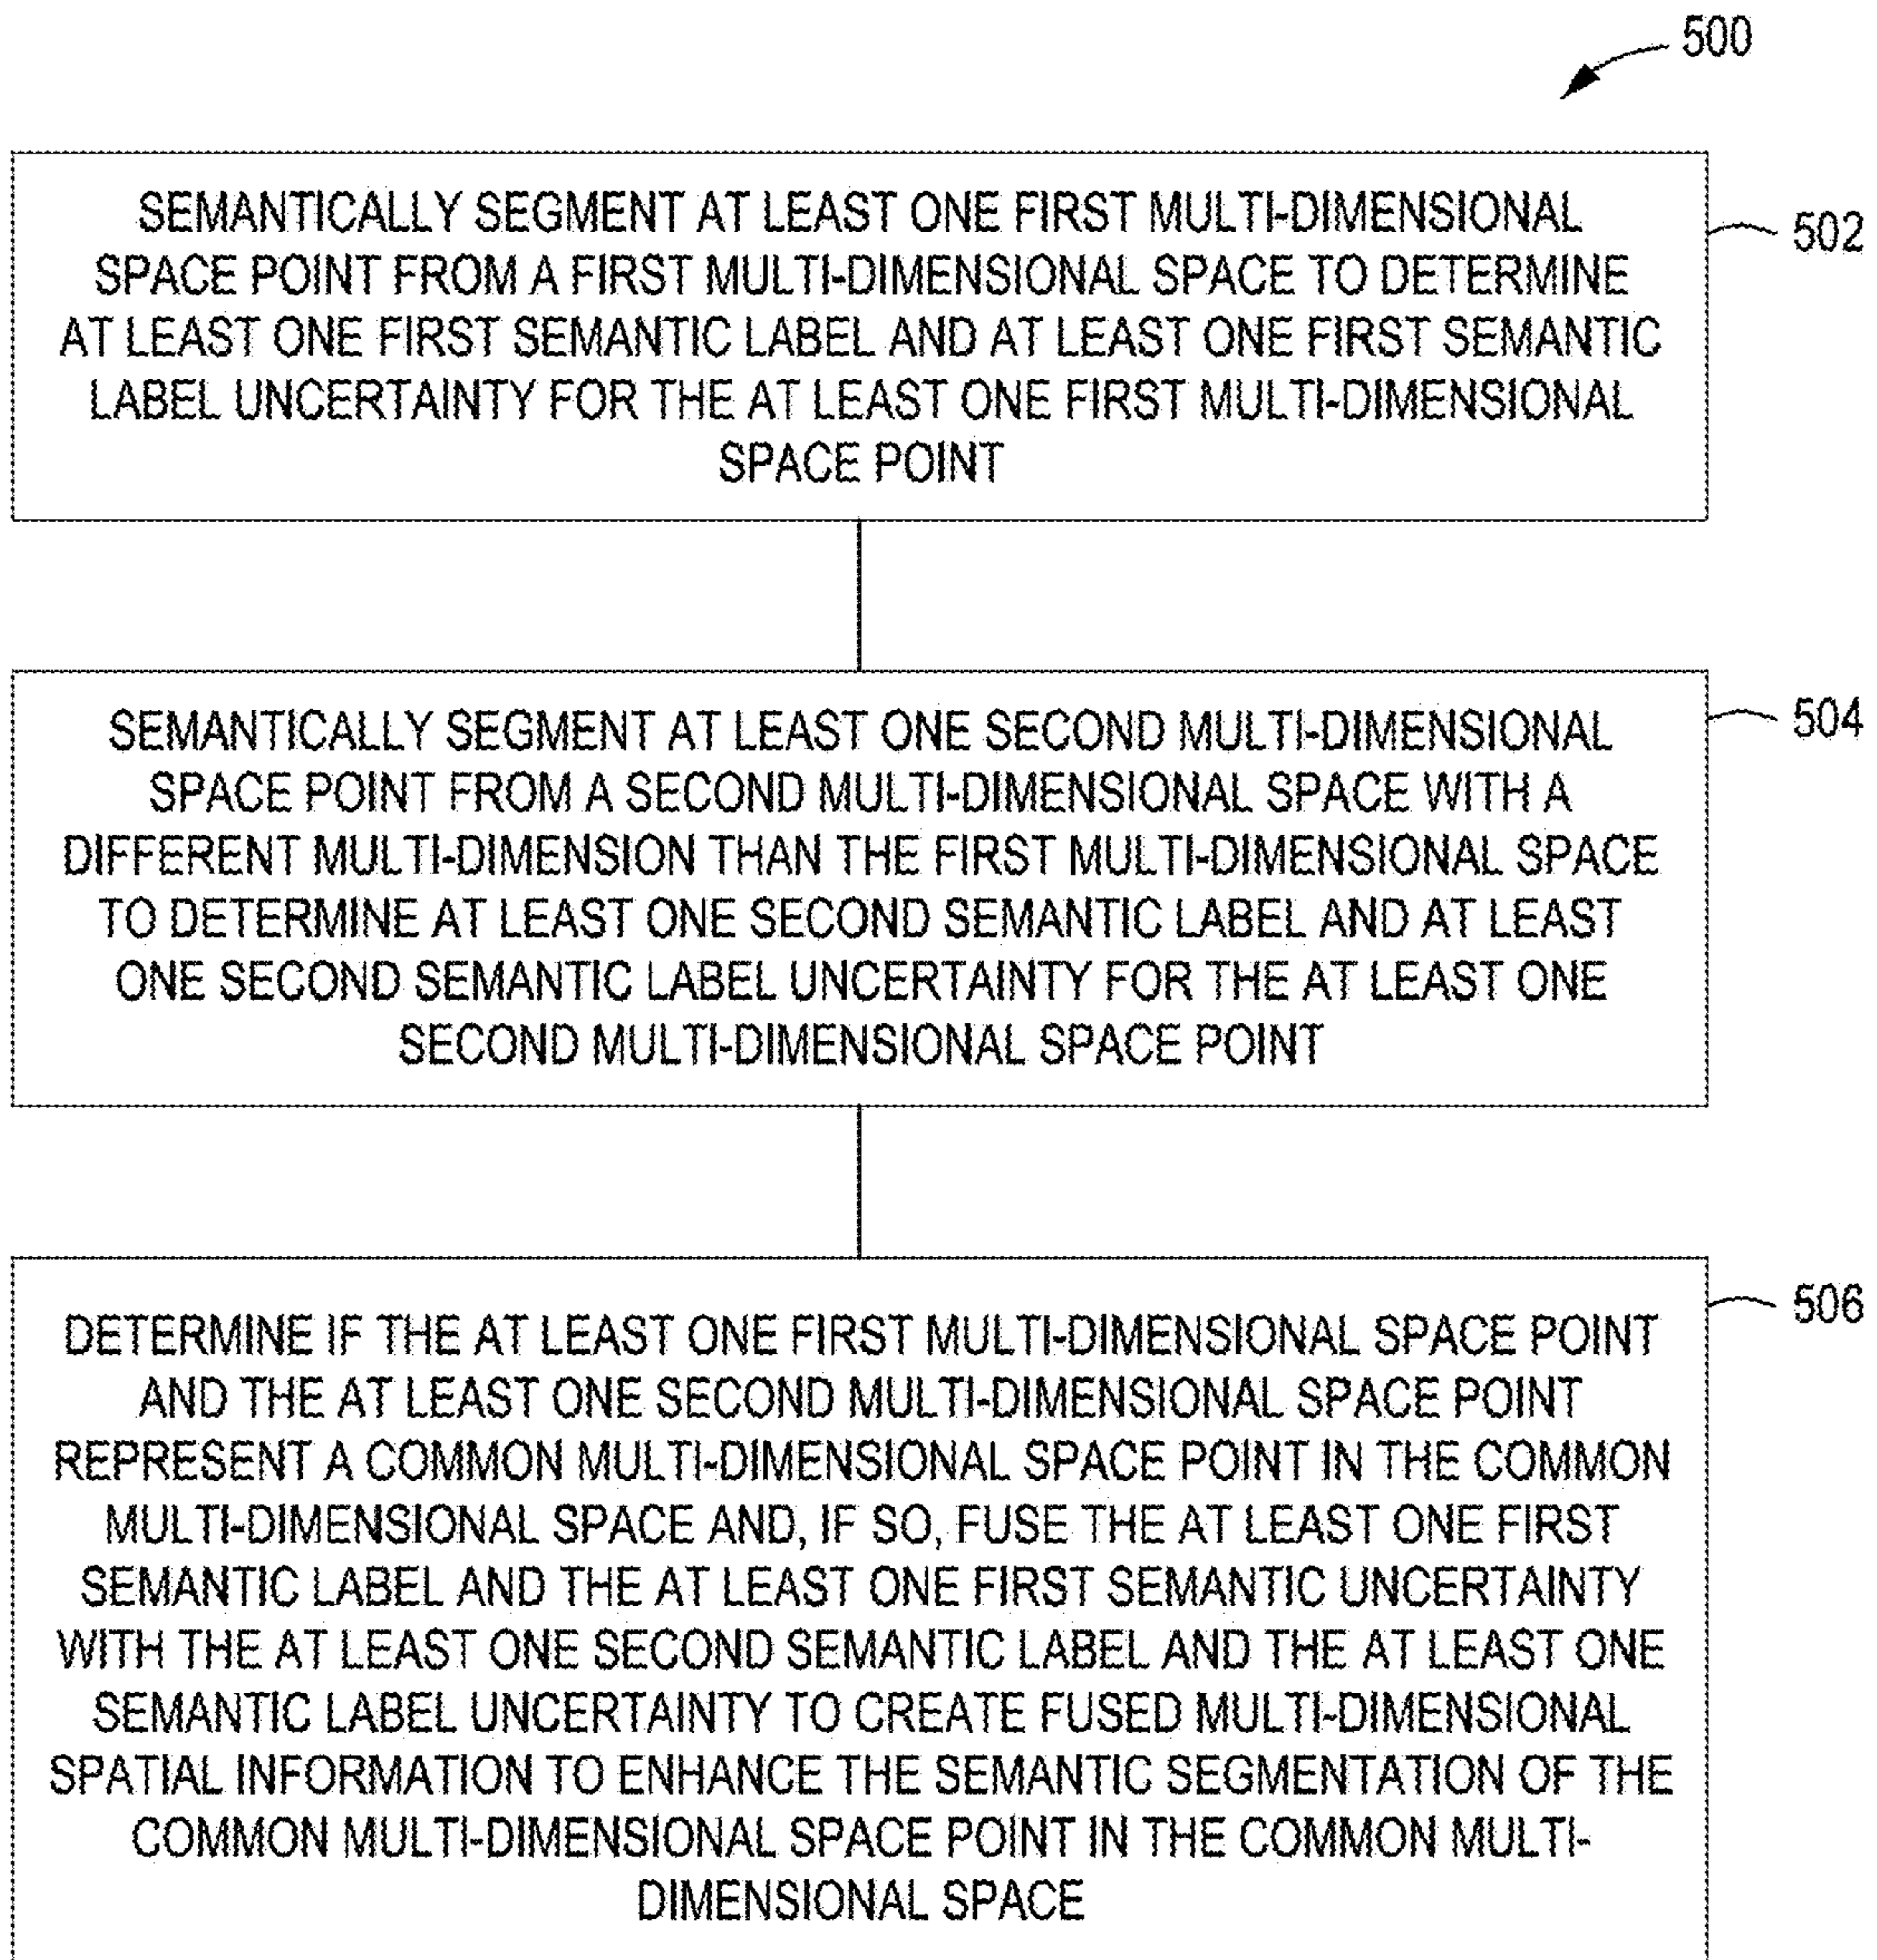 500
SEMANTICALLY SEGMENT AT LEAST ONE FIRST MULTI-DIMENSIONAL
SPACE POINT FROM A FIRST MULTI-DIMENSIONAL SPACE TO DETERMINE
AT LEAST ONE FIRST SEMANTIC LABEL AND AT LEAST ONE FIRST SEMANTIC
LABEL UNCERTAINTY FOR THE AT LEAST ONE FIRST MULTI-DIMENSIONAL
SPACE POINT
502
SEMANTICALLY SEGMENT AT LEAST ONE SECOND MULTI-DIMENSIONAL
SPACE POINT FROM A SECOND MULTI-DIMENSIONAL SPACE WITH A
DIFFERENT MULTI-DIMENSION THAN THE FIRST MULTI-DIMENSIONAL SPACE
TO DETERMINE AT LEAST ONE SECOND SEMANTIC LABEL AND AT LEAST
ONE SECOND SEMANTIC LABEL UNCERTAINTY FOR THE AT LEAST ONE
SECOND MULTI-DIMENSIONAL SPACE POINT
504
DETERMINE IF THE AT LEAST ONE FIRST MULTI-DIMENSIONAL SPACE POINT
AND THE AT LEAST ONE SECOND MULTI-DIMENSIONAL SPACE POINT
REPRESENT A COMMON MULTI-DIMENSIONAL SPACE POINT IN THE COMMON
MULTI-DIMENSIONAL SPACE AND, IF SO, FUSE THE AT LEAST ONE FIRST
SEMANTIC LABEL AND THE AT LEAST ONE FIRST SEMANTIC UNCERTAINTY
WITH THE AT LEAST ONE SECOND SEMANTIC LABEL AND THE AT LEAST ONE
SEMANTIC LABEL UNCERTAINTY TO CREATE FUSED MULTI-DIMENSIONAL
SPATIAL INFORMATION TO ENHANCE THE SEMANTIC SEGMENTATION OF THE
COMMON MULTI-DIMENSIONAL SPACE POINT IN THE COMMON MULTI-
DIMENSIONAL SPACE
506